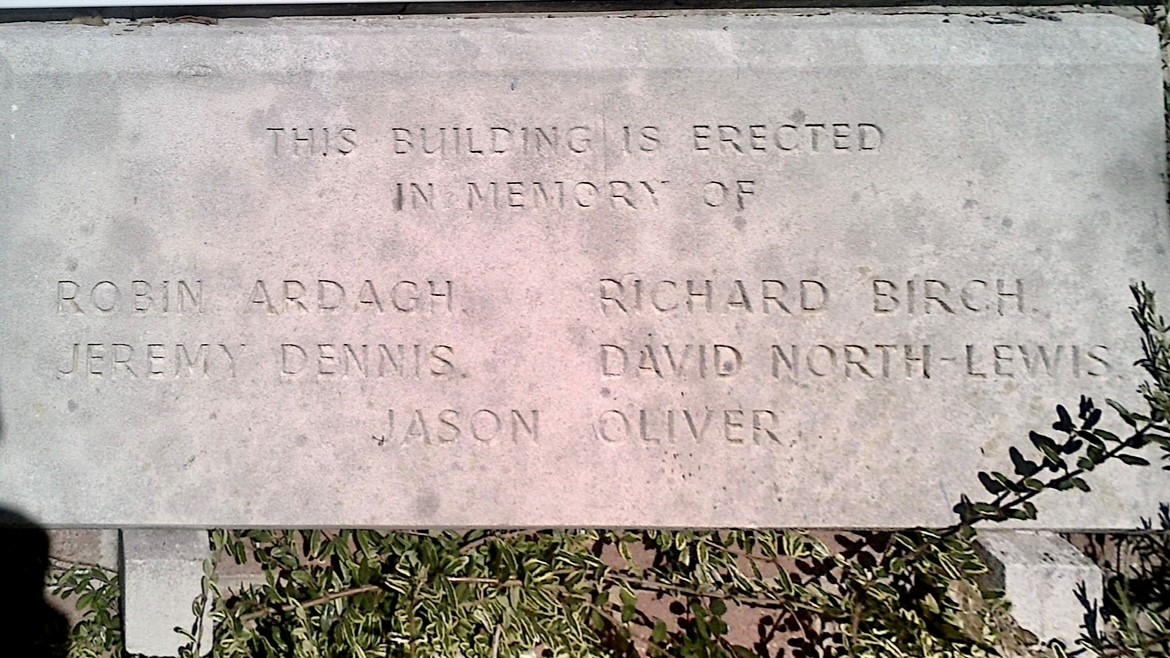 THIS BUILDING IS ERECTED
IN MEMORY OF
ROBIN ARDAGH. RICHARD BIRCH.
JEREMY DENNIS. DAVID NORTH-LEWIS.
JASON OLIVER.